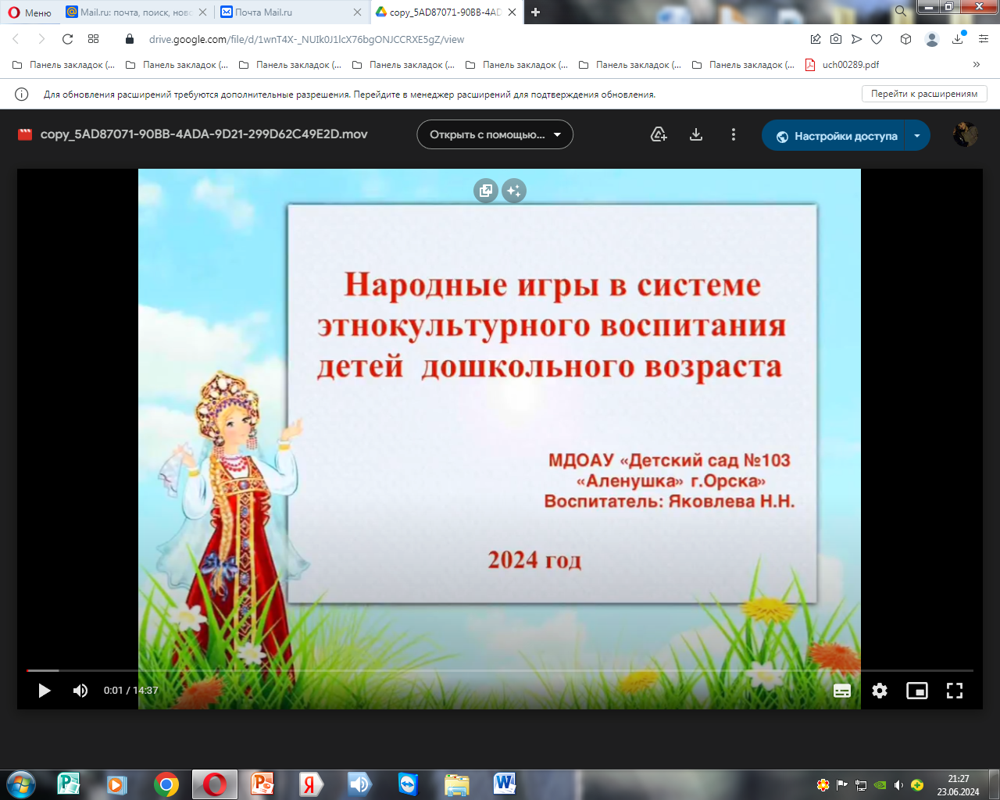 Меню
Mail.ru: почта, поиск, нов
Почта Mail.ru
copy_5AD87071-90BB-4AD
drive.google.com/file/d/1wnT4X-_NUIk0J1lcX76bgONJCCRXE5gZ/view
Панель закладок (...
Панель закладок (...
Панель закладок (...
Панель закладок (...
Панель закладок (...
Панель закладок (...
Панель закладок (...
uch00289.pdf
Для обновления расширений требуются дополнительные разрешения. Перейдите в менеджер расширений для подтверждения обновления.
Перейти к расширениям
copy_5AD87071-90BB-4ADA-9D21-299D62C49E2D.mov
Открыть с помощью...
Настройки доступа
Народные игры в системе
этнокультурного воспитания
детей дошкольного возраста
МДОАУ «Детский сад №103
«Аленушка» г.Орска»
Воспитатель: Яковлева Н.Н.
2024 год
0:01 / 14:37
21:27
23.06.2024